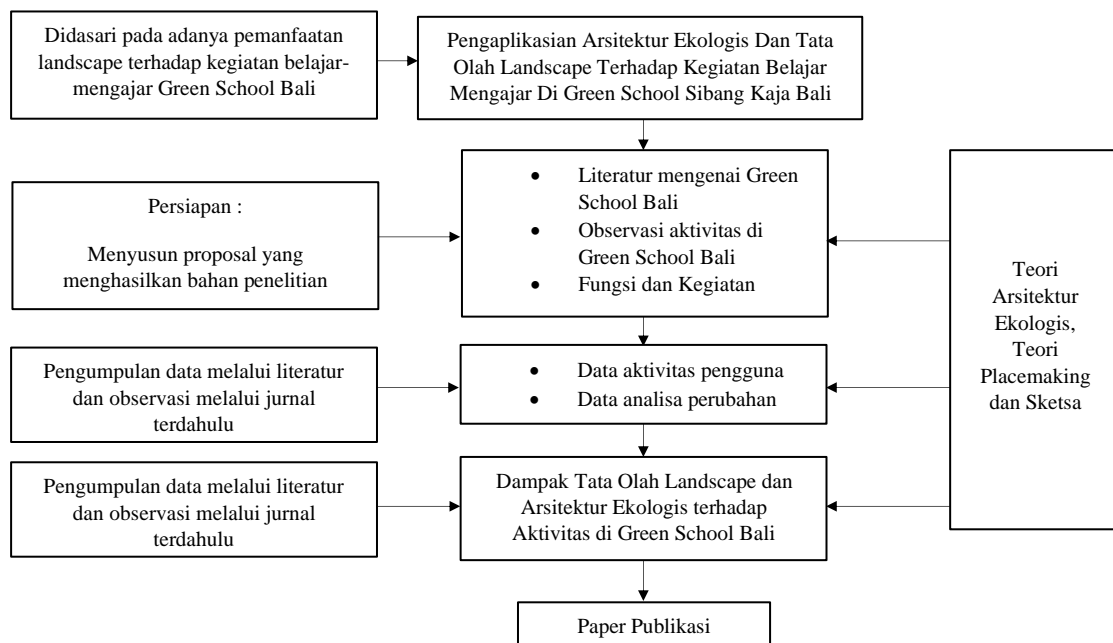 Didasari pada adanya pemanfaatan
landscape terhadap kegiatan belajar-
mengajar Green School Bali
Pengaplikasian Arsitektur Ekologis Dan Tata
Olah Landscape Terhadap Kegiatan Belajar
Mengajar Di Green School Sibang Kaja Bali
Persiapan :
Menyusun proposal yang
menghasilkan bahan penelitian
• Literatur mengenai Green
School Bali
• Observasi aktivitas di
Green School Bali
• Fungsi dan Kegiatan
Teori
Arsitektur
Ekologis,
Teori
Placemaking
dan Sketsa
Pengumpulan data melalui literatur
dan observasi melalui jurnal
terdahulu
• Data aktivitas pengguna
• Data analisa perubahan
Pengumpulan data melalui literatur
dan observasi melalui jurnal
terdahulu
Dampak Tata Olah Landscape dan
Arsitektur Ekologis terhadap
Aktivitas di Green School Bali
Paper Publikasi